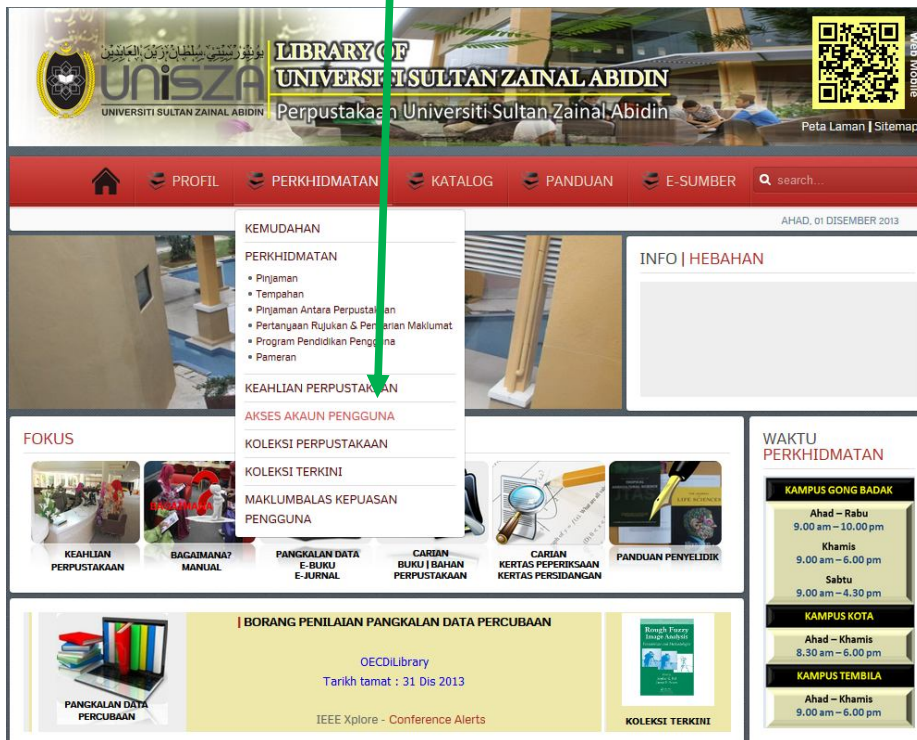 يونيۏرسيتي سلطان زين العابدين
UniSZA
UNIVERSITI SULTAN ZAINAL ABIDIN
LIBRARY OF
UNIVERSITI SULTAN ZAINAL ABIDIN
Perpustakaan Universiti Sultan Zainal Abidin
Web Mobile
Peta Laman | Sitemap
PROFIL
PERKHIDMATAN
KATALOG
PANDUAN
E-SUMBER
search...
AHAD, 01 DISEMBER 2013
KEMUDAHAN
PERKHIDMATAN
Pinjaman
Tempahan
Pinjaman Antara Perpustakaan
Pertanyaan Rujukan & Pencarian Maklumat
Program Pendidikan Pengguna
Pameran
KEAHLIAN PERPUSTAKAAN
AKSES AKAUN PENGGUNA
KOLEKSI PERPUSTAKAAN
KOLEKSI TERKINI
MAKLUMBALAS KEPUASAN
PENGGUNA
INFO | HEBAHAN
FOKUS
KEAHLIAN
PERPUSTAKAAN
BAGAIMANA?
MANUAL
PANGKALAN DATA
E-BUKU
E-JURNAL
CARIAN
BUKU | BAHAN
PERPUSTAKAAN
CARIAN
KERTAS PEPERIKSAAN
KERTAS PERSIDANGAN
LIFE SCIENCES
PANDUAN PENYELIDIK
WAKTU
PERKHIDMATAN
KAMPUS GONG BADAK
Ahad – Rabu
9.00 am – 10.00 pm
Khamis
9.00 am – 6.00 pm
Sabtu
9.00 am – 4.30 pm
KAMPUS KOTA
Ahad – Khamis
8.30 am – 6.00 pm
KAMPUS TEMBILA
Ahad – Khamis
9.00 am – 6.00 pm
PANGKALAN DATA
PERCUBAAN
| BORANG PENILAIAN PANGKALAN DATA PERCUBAAN
OECDiLibrary
Tarikh tamat : 31 Dis 2013
IEEE Xplore - Conference Alerts
Rough Fuzzy
Image Analysis
KOLEKSI TERKINI